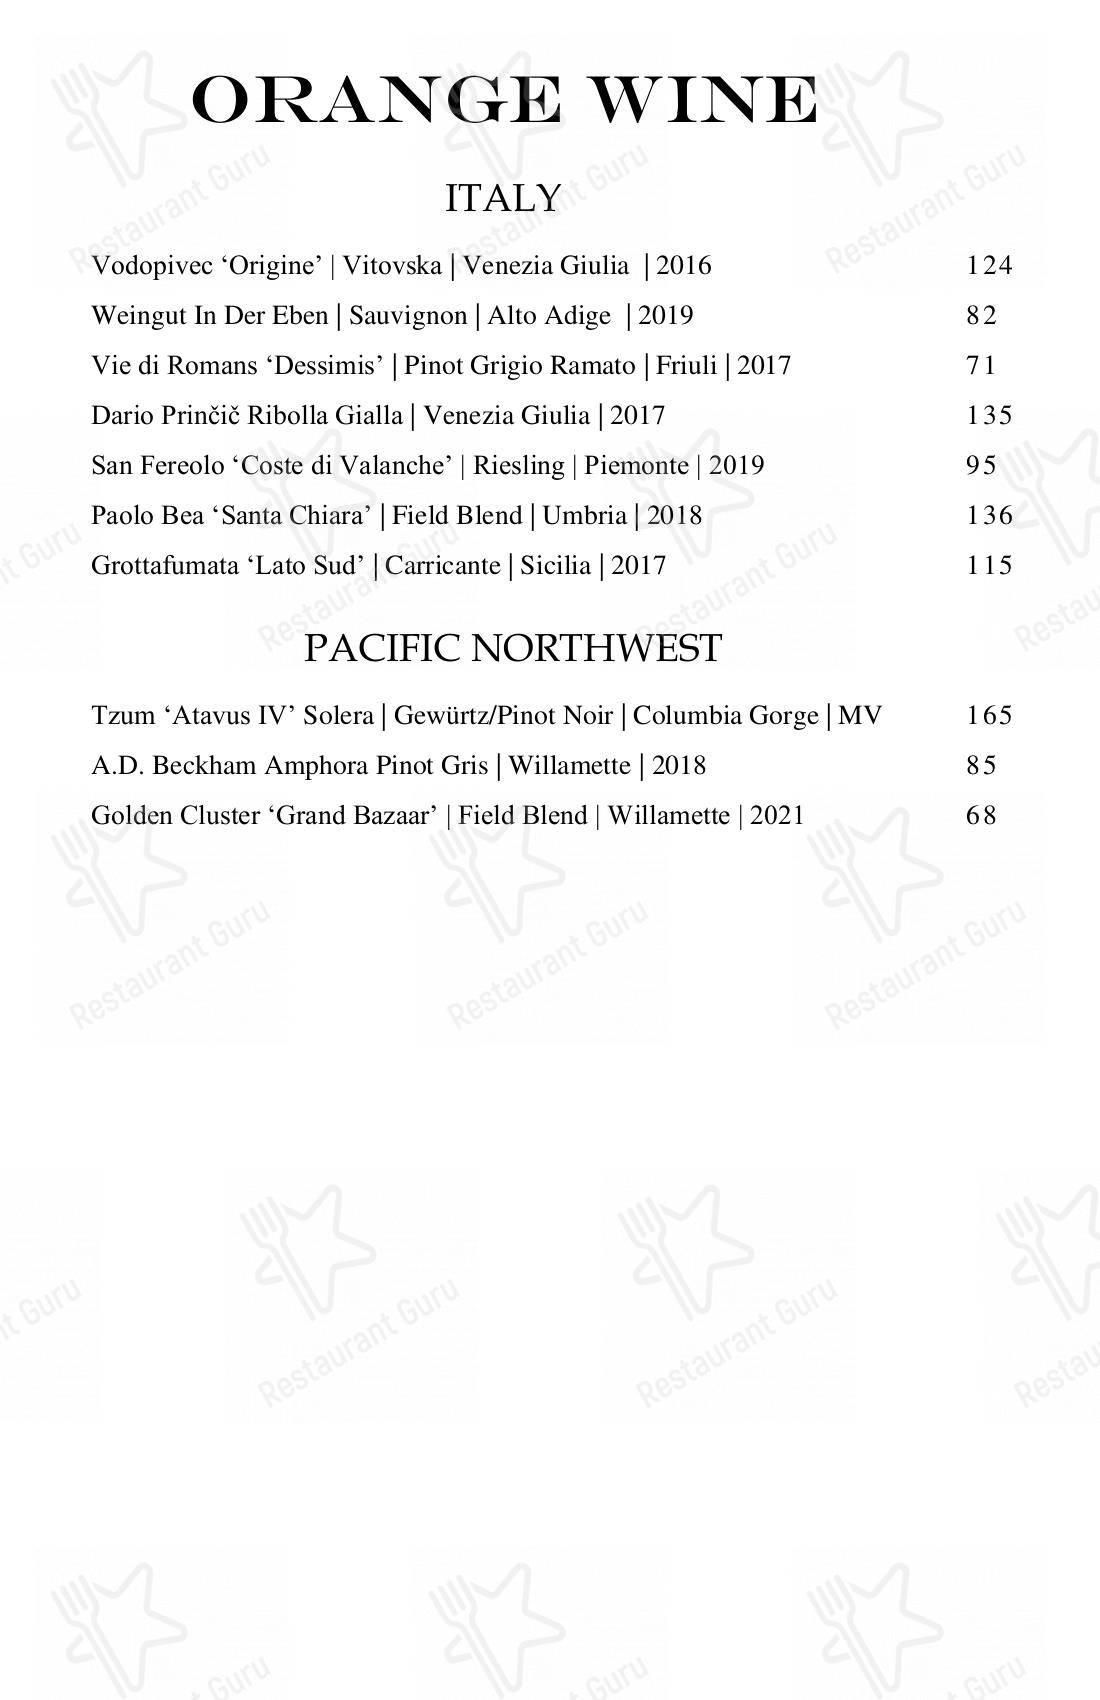 ORANGE WINE
ITALY
Vodopivec ‘Origine’ | Vitovska | Venezia Giulia | 2016 124
Weingut In Der Eben | Sauvignon | Alto Adige | 2019 82
Vie di Romans ‘Dessimis’ | Pinot Grigio Ramato | Friuli | 2017 71
Dario Prinčič Ribolla Gialla | Venezia Giulia | 2017 135
San Fereolo ‘Coste di Valanche’ | Riesling | Piemonte | 2019 95
Paolo Bea ‘Santa Chiara’ | Field Blend | Umbria | 2018 136
Grottafumata ‘Lato Sud’ | Carricante | Sicilia | 2017 115
PACIFIC NORTHWEST
Tzum ‘Atavus IV’ Solera | Gewürtz/Pinot Noir | Columbia Gorge | MV 165
A.D. Beckham Amphora Pinot Gris | Willamette | 2018 85
Golden Cluster ‘Grand Bazaar’ | Field Blend | Willamette | 2021 68
Restaurant Guru